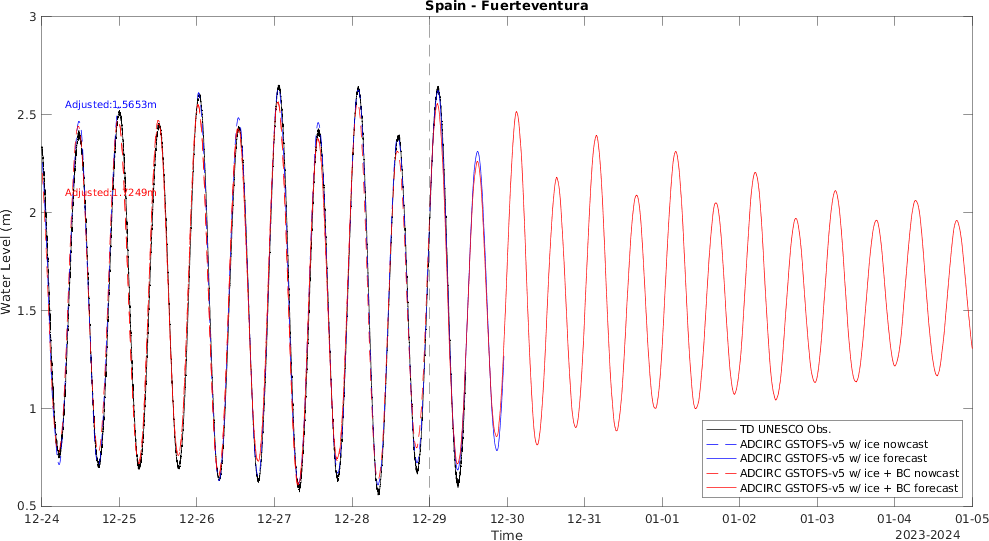 Spain - Fuerteventura
3
2.5
2
1.5
1
0.5
Water Level (m)
Adjusted:1.5653m
Adjusted:1.7249m
TD UNESCO Obs.
ADCIRC GSTOFS-v5 w/ ice nowcast
ADCIRC GSTOFS-v5 w/ ice forecast
ADCIRC GSTOFS-v5 w/ ice + BC nowcast
ADCIRC GSTOFS-v5 w/ ice + BC forecast
12-24 12-25 12-26 12-27 12-28 12-29 12-30 12-31 01-01 01-02 01-03 01-04 01-05
Time
2023-2024